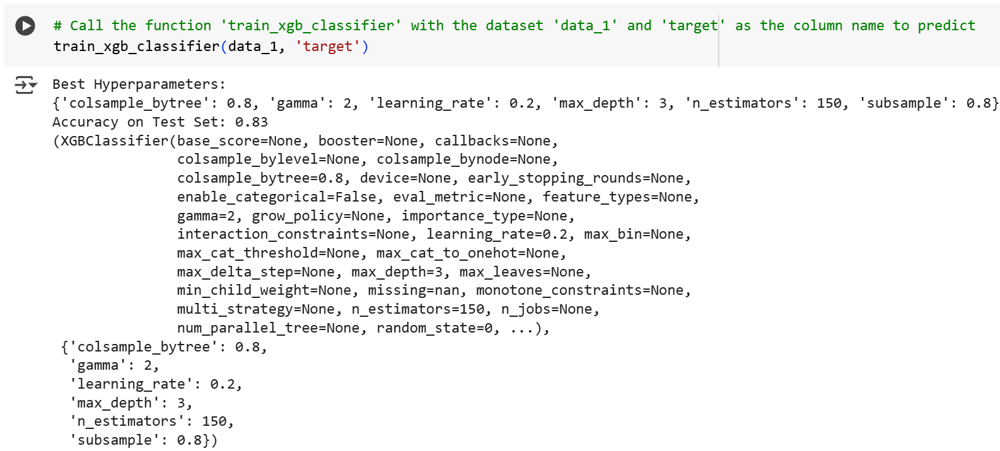 # Call the function 'train_xgb_classifier' with the dataset 'data_1' and 'target' as the column name to predict
train_xgb_classifier(data_1, 'target')
Best Hyperparameters:
{'colsample_bytree': 0.8, 'gamma': 2, 'learning_rate': 0.2, 'max_depth': 3, 'n_estimators': 150, 'subsample': 0.8}
Accuracy on Test Set: 0.83
(XGBClassifier(base_score=None, booster=None, callbacks=None,
colsample_bylevel=None, colsample_bynode=None,
colsample_bytree=0.8, device=None, early_stopping_rounds=None,
enable_categorical=False, eval_metric=None, feature_types=None,
gamma=2, grow_policy=None, importance_type=None,
interaction_constraints=None, learning_rate=0.2, max_bin=None,
max_cat_threshold=None, max_cat_to_onehot=None,
max_delta_step=None, max_depth=3, max_leaves=None,
min_child_weight=None, missing=nan, monotone_constraints=None,
multi_strategy=None, n_estimators=150, n_jobs=None,
num_parallel_tree=None, random_state=0, ...),
{'colsample_bytree': 0.8,
'gamma': 2,
'learning_rate': 0.2,
'max_depth': 3,
'n_estimators': 150,
'subsample': 0.8})